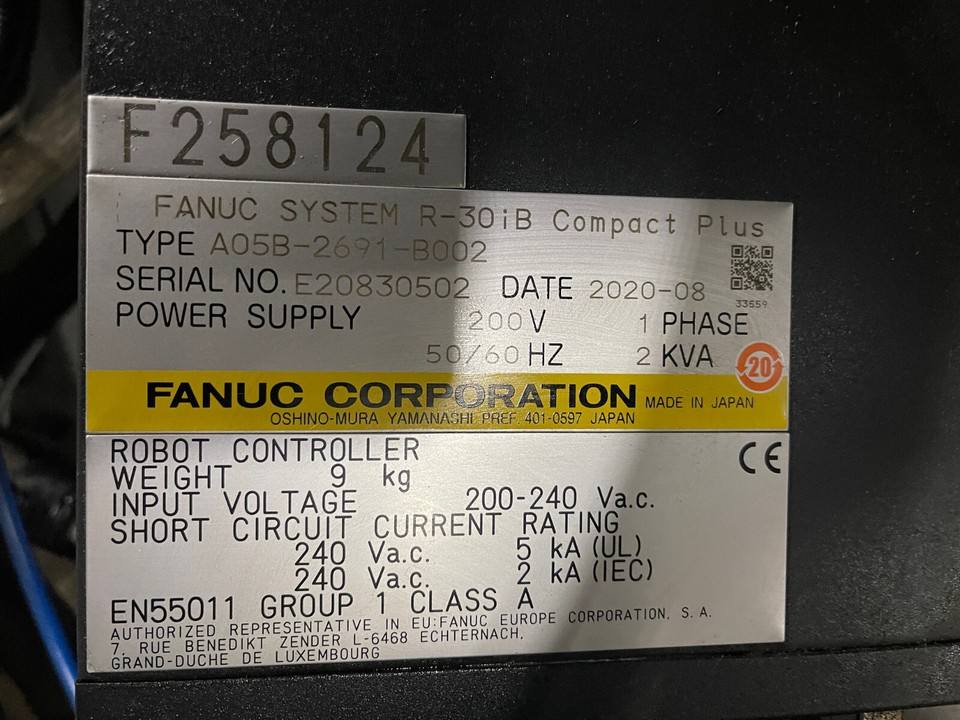 F258124
FANUC SYSTEM R-30iB Compact Plus
TYPE A05B-2691-B002
SERIAL NO. E20830502 DATE 2020-08
33559
POWER SUPPLY 200 V 1 PHASE
50/60 HZ 2 KVA
20
FANUC CORPORATION MADE IN JAPAN
OSHINO-MURA YAMANASHI PREF. 401-0597 JAPAN
ROBOT CONTROLLER CE
WEIGHT 9 kg
INPUT VOLTAGE 200-240 Va.c.
SHORT CIRCUIT CURRENT RATING
240 Va.c. 5 kA (UL)
240 Va.c. 2 kA (IEC)
EN55011 GROUP 1 CLASS A
AUTHORIZED REPRESENTATIVE IN EU:FANUC EUROPE CORPORATION, S. A.
7, RUE BENEDIKT ZENDER L-6468 ECHTERNACH,
GRAND-DUCHE DE LUXEMBOURG